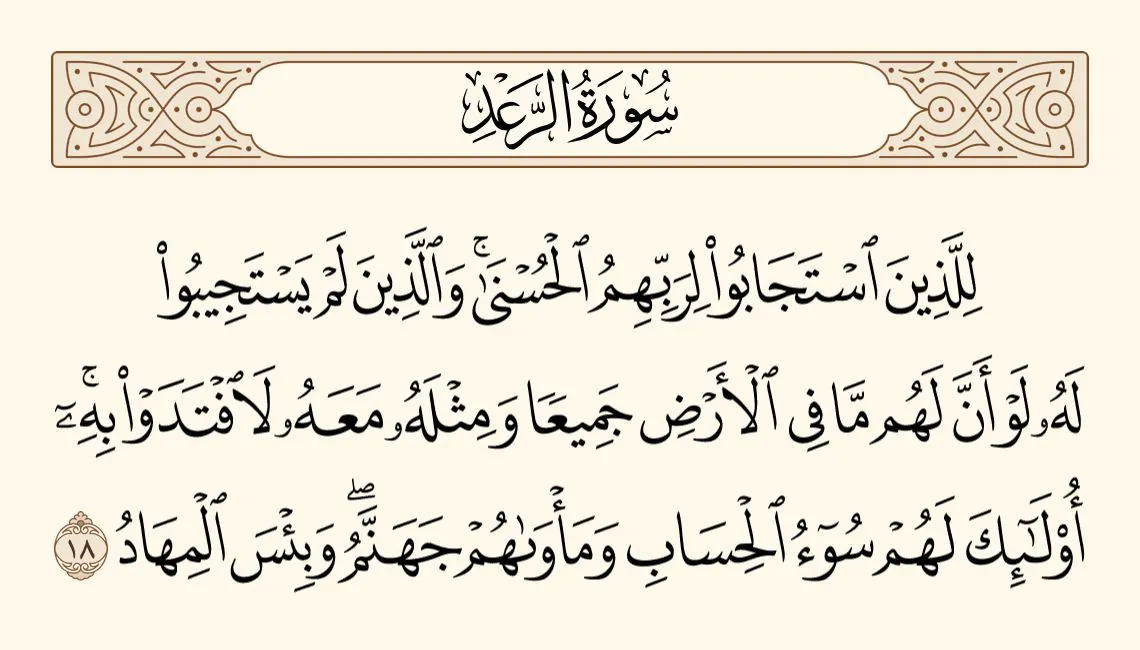 سُورَةُ الرَّعْدِ
لِلَّذِينَ ٱسْتَجَابُوا۟ لِرَبِّهِمُ ٱلْحُسْنَىٰ ۚ وَٱلَّذِينَ لَمْ يَسْتَجِيبُوا۟
لَهُۥ لَوْ أَنَّ لَهُم مَّا فِى ٱلْأَرْضِ جَمِيعًا وَمِثْلَهُۥ مَعَهُۥ لَٱفْتَدَوْا۟ بِهِۦٓ ۚ
أُو۟لَـٰٓئِكَ لَهُمْ سُوٓءُ ٱلْحِسَابِ وَمَأْوَىٰهُمْ جَهَنَّمُ ۖ وَبِئْسَ ٱلْمِهَادُ ١٨